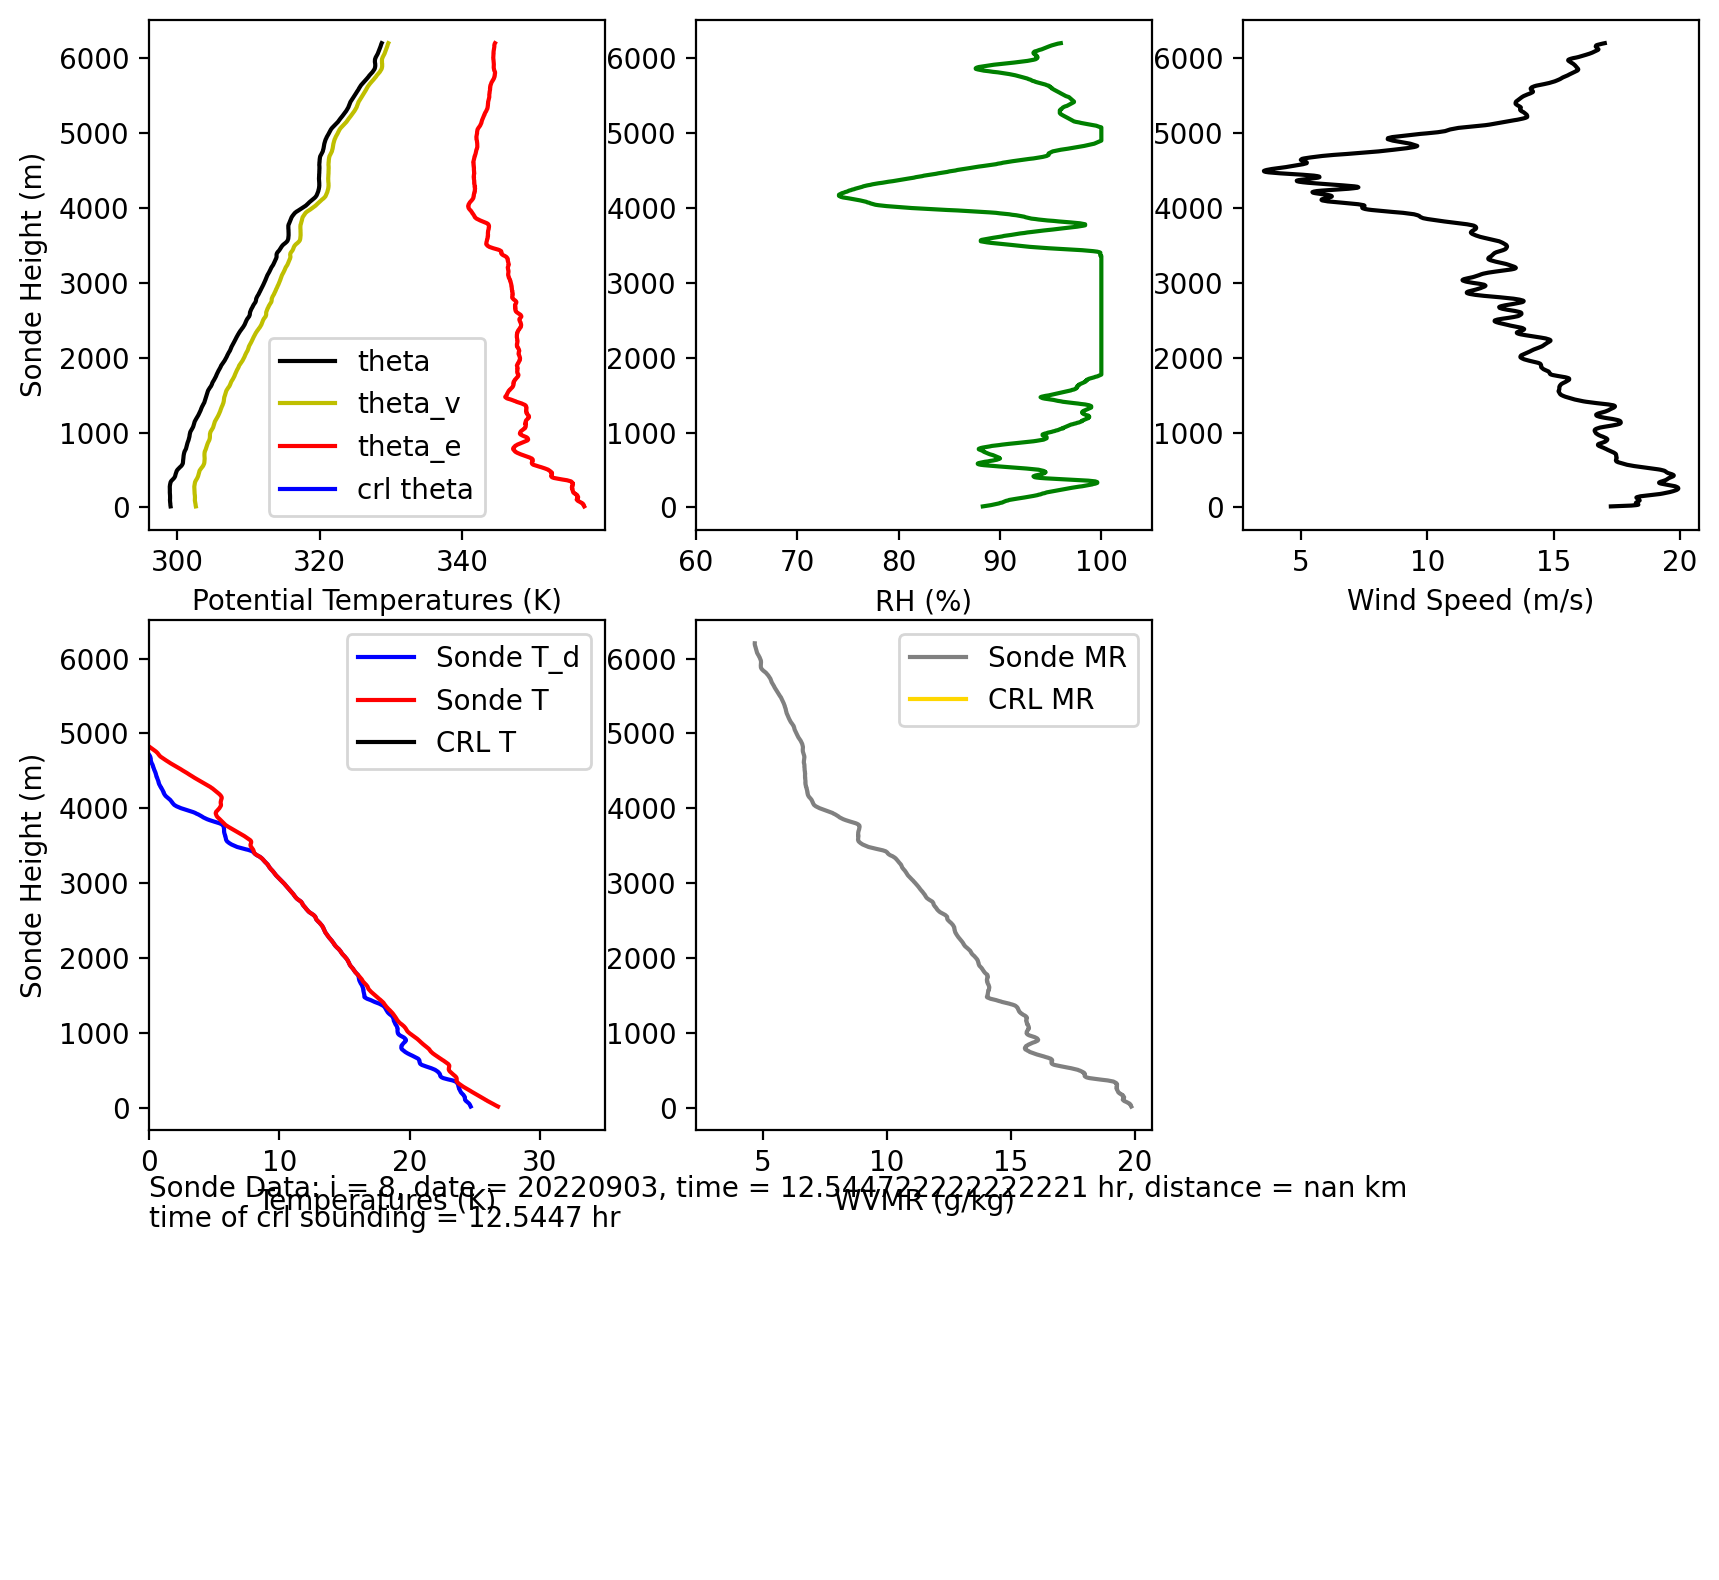 6000
5000
4000
3000
2000
1000
0
Sonde Height (m)
300 320 340
Potential Temperatures (K)
theta
theta_v
theta_e
crl theta
6000
5000
4000
3000
2000
1000
0
60 70 80 90 100
RH (%)
6000
5000
4000
3000
2000
1000
0
5 10 15 20
Wind Speed (m/s)
6000
5000
4000
3000
2000
1000
0
Sonde Height (m)
Sonde T_d
Sonde T
CRL T
0 10 20 30
Temperatures (K)
6000
5000
4000
3000
2000
1000
0
Sonde MR
CRL MR
5 10 15 20
WVMR (g/kg)
Sonde Data: i = 8, date = 20220903, time = 12.544722222222221 hr, distance = nan km
time of crl sounding = 12.5447 hr